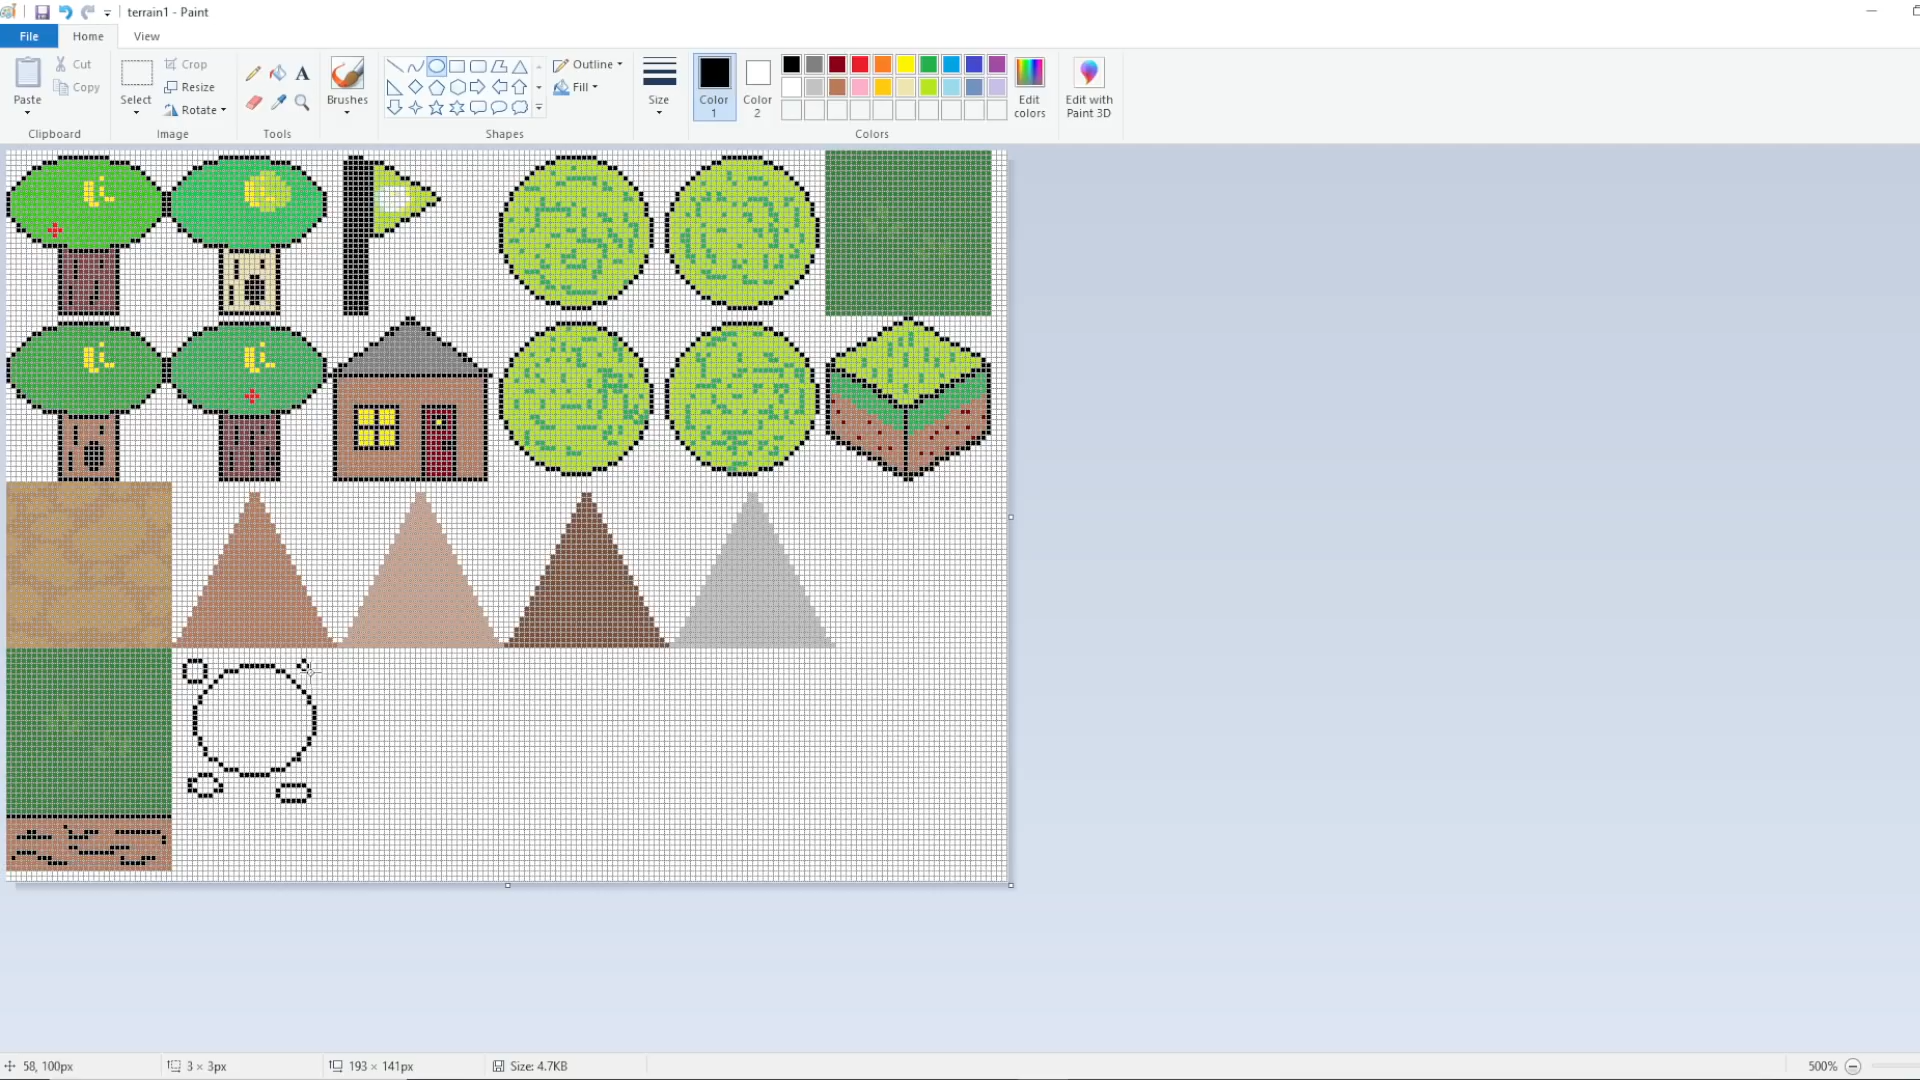 terrain1 - Paint
File Home View
Paste Cut Copy
Select Crop Resize Rotate
A
Brushes
Outline Fill
Size
Color 1 Color 2
Edit colors Edit with Paint 3D
Clipboard Image Tools Shapes Colors
58, 100px 3 × 3px 193 × 141px Size: 4.7KB 500%